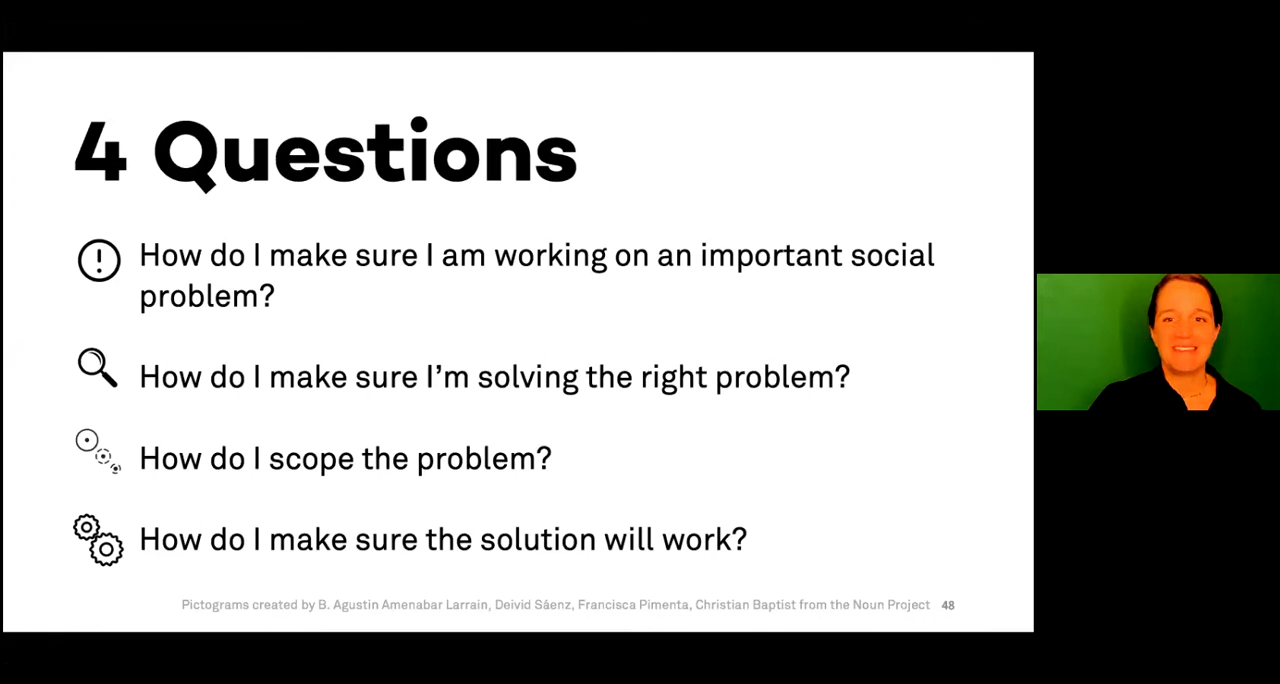 4 Questions
How do I make sure I am working on an important social
problem?
How do I make sure I'm solving the right problem?
How do I scope the problem?
How do I make sure the solution will work?
Pictograms created by B. Agustin Amenabar Larrain, Deivid Sáenz, Francisca Pimenta, Christian Baptist from the Noun Project 48